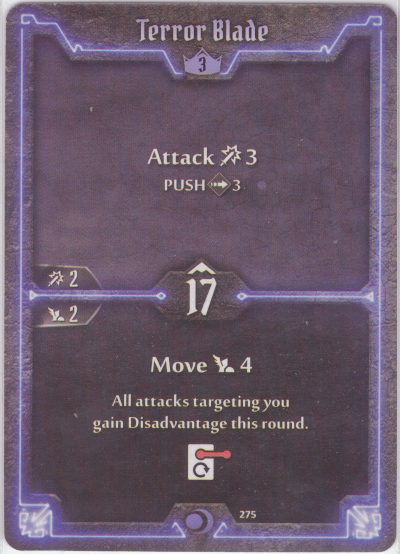 Terror Blade
3
Attack 3
PUSH 3
2
17
2
Move 4
All attacks targeting you
gain Disadvantage this round.
275